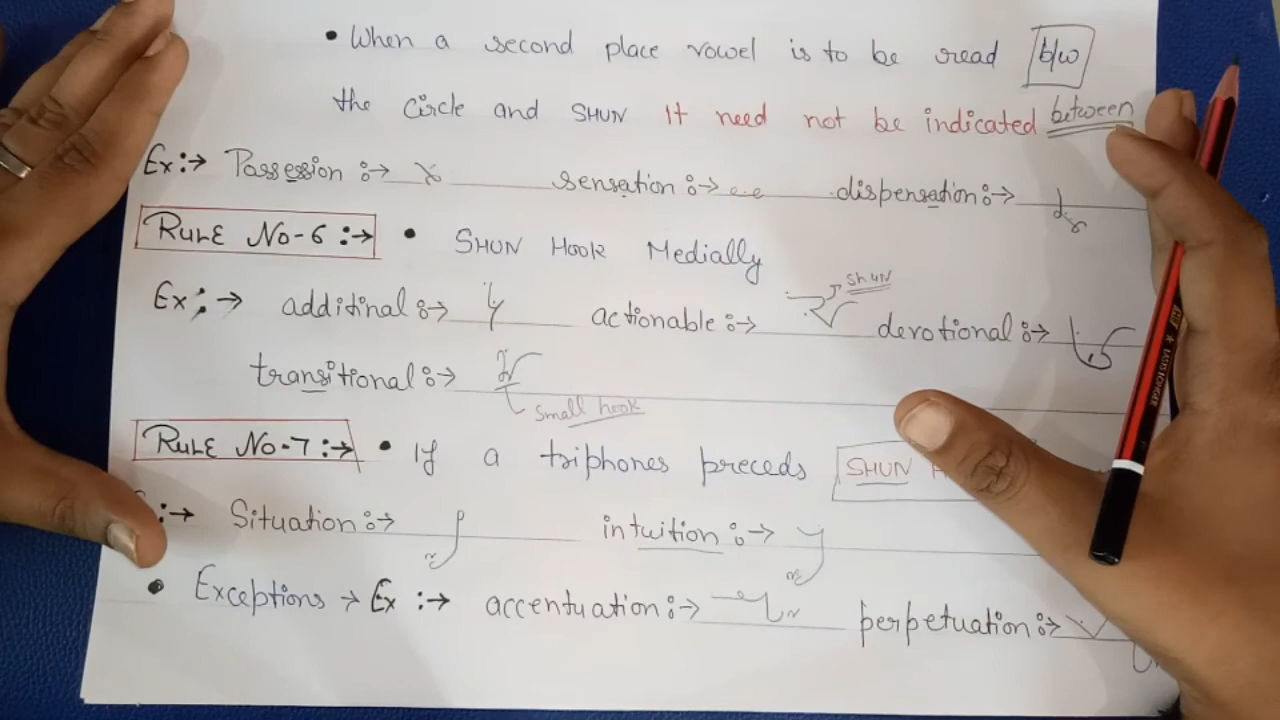 • When a second place vowel is to be read b/w
the circle and SHUN It need not be indicated between
Ex:→ Possession :→ sensation :→ dispensation :→
RULE No-6 :→ • SHUN Hook Medially
Ex:→ additinal :→ actionable :→ SHUN devotional :→
transitional :→
small hook
RULE No-7 :→ • If a triphones preceds SHUN
:→ Situation :→ intuition :→
• Exceptions → Ex :→ accentuation :→ perpetuation :→